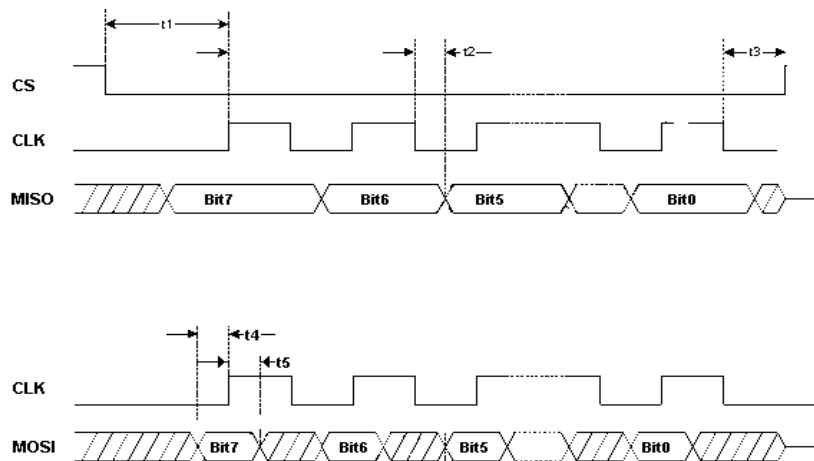 t1
t2
t3
CS
CLK
MISO Bit7 Bit6 Bit5 Bit0
t4
t5
CLK
MOSI Bit7 Bit6 Bit5 Bit0